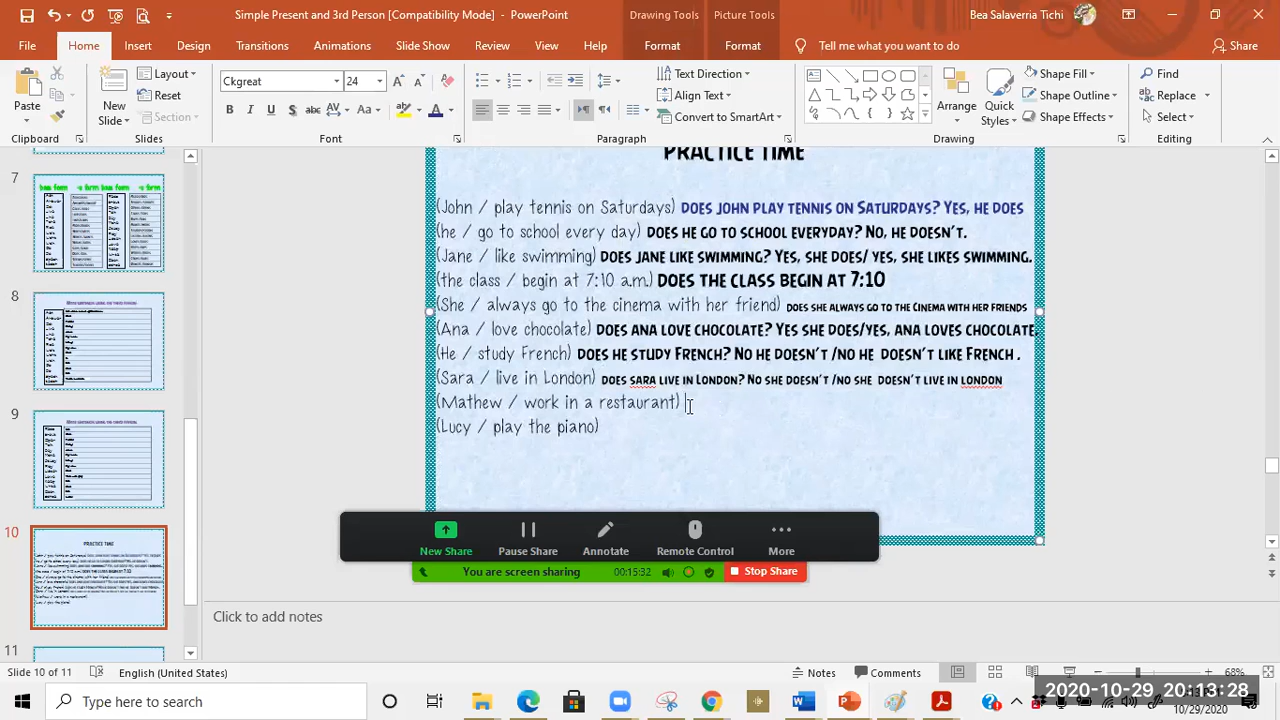 Simple Present and 3rd Person [Compatibility Mode] - PowerPoint
Drawing Tools
Picture Tools
Bea Salaverria Tichi
File
Home
Insert
Design
Transitions
Animations
Slide Show
Review
View
Help
Format
Format
Tell me what you want to do
Share
Paste
New Slide
Layout
Reset
Section
Ckgreat
24
B I U S abc AV Aa
Text Direction
Align Text
Convert to SmartArt
Arrange
Quick Styles
Shape Fill
Shape Outline
Shape Effects
Find
Replace
Select
Clipboard
Slides
Font
Paragraph
Drawing
Editing
7
8
9
10
PRACTICE TIME
11
PRACTICE TIME
(John / play tennis on Saturdays) DOES JOHN PLAY TENNIS ON SATURDAYS? YES, HE DOES
(he / go to school every day) DOES HE GO TO SCHOOL EVERYDAY? NO, HE DOESN'T.
(Jane / like swimming) DOES JANE LIKE SWIMMING? YES, SHE DOES/ YES, SHE LIKES SWIMMING.
(the class / begin at 7:10 a.m.) DOES THE CLASS BEGIN AT 7:10
(She / always go to the cinema with her friend) DOES SHE ALWAYS GO TO THE CINEMA WITH HER FRIENDS
(Ana / love chocolate) DOES ANA LOVE CHOCOLATE? YES SHE DOES/YES, ANA LOVES CHOCOLATE.
(He / study French) DOES HE STUDY FRENCH? NO HE DOESN'T /NO HE DOESN'T LIKE FRENCH .
(Sara / live in London) DOES SARA LIVE IN LONDON? NO SHE DOESN'T /NO SHE DOESN'T LIVE IN LONDON
(Mathew / work in a restaurant)
(Lucy / play the piano)
New Share
Pause Share
Annotate
Remote Control
More
You are screen sharing
00:15:32
Stop Share
Click to add notes
Slide 10 of 11
English (United States)
Notes
Comments
68%
Type here to search
2020-10-29 20:18:28
10/29/2020